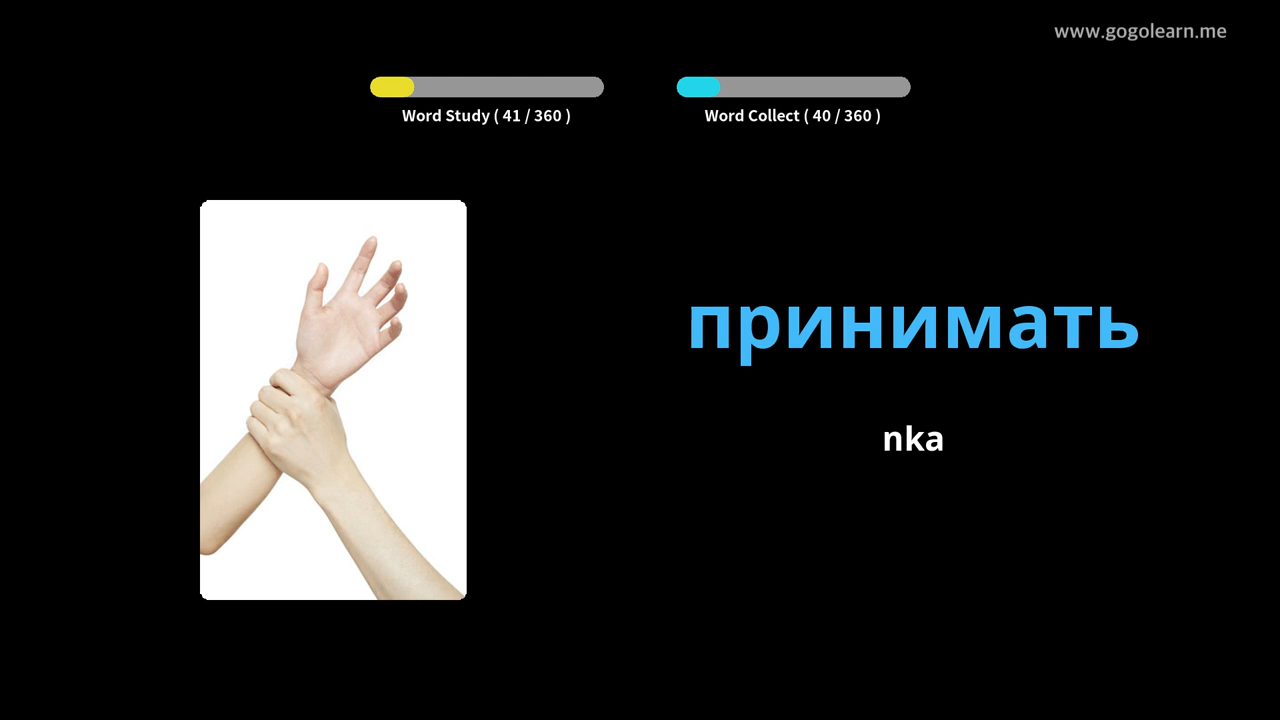 www.gogolearn.me
Word Study ( 41 / 360 )
Word Collect ( 40 / 360 )
принимать
nka